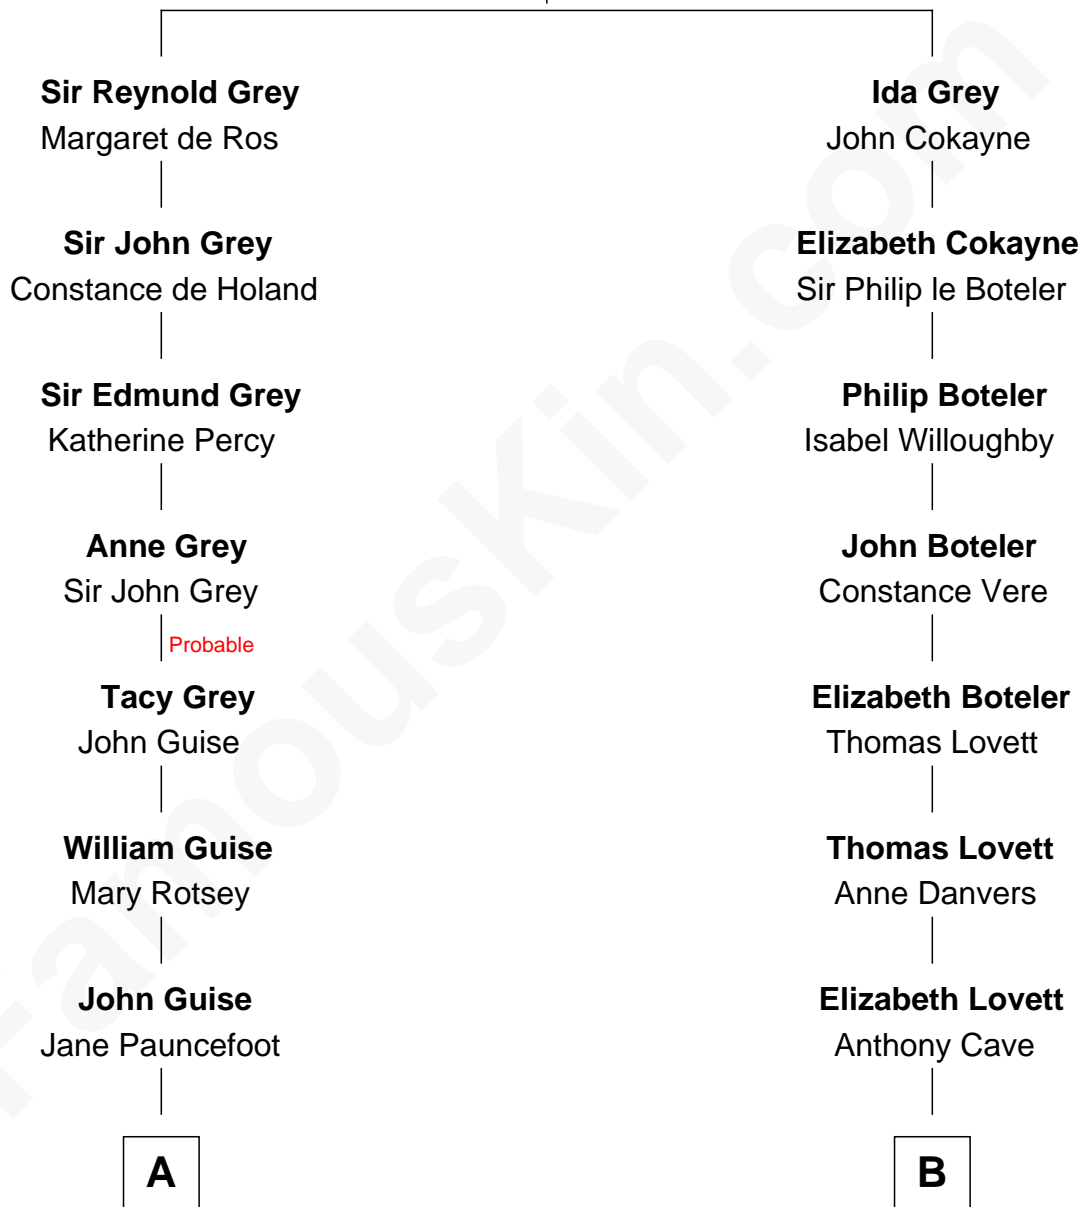 Sir Reynold Grey
Margaret de Ros
Ida Grey
John Cokayne
Sir John Grey
Constance de Holand
Elizabeth Cokayne
Sir Philip le Boteler
Sir Edmund Grey
Katherine Percy
Philip Boteler
Isabel Willoughby
Anne Grey
Sir John Grey
Probable
John Boteler
Constance Vere
Tacy Grey
John Guise
Elizabeth Boteler
Thomas Lovett
William Guise
Mary Rotsey
Thomas Lovett
Anne Danvers
John Guise
Jane Pauncefoot
Elizabeth Lovett
Anthony Cave
A
B
FamousKin.com